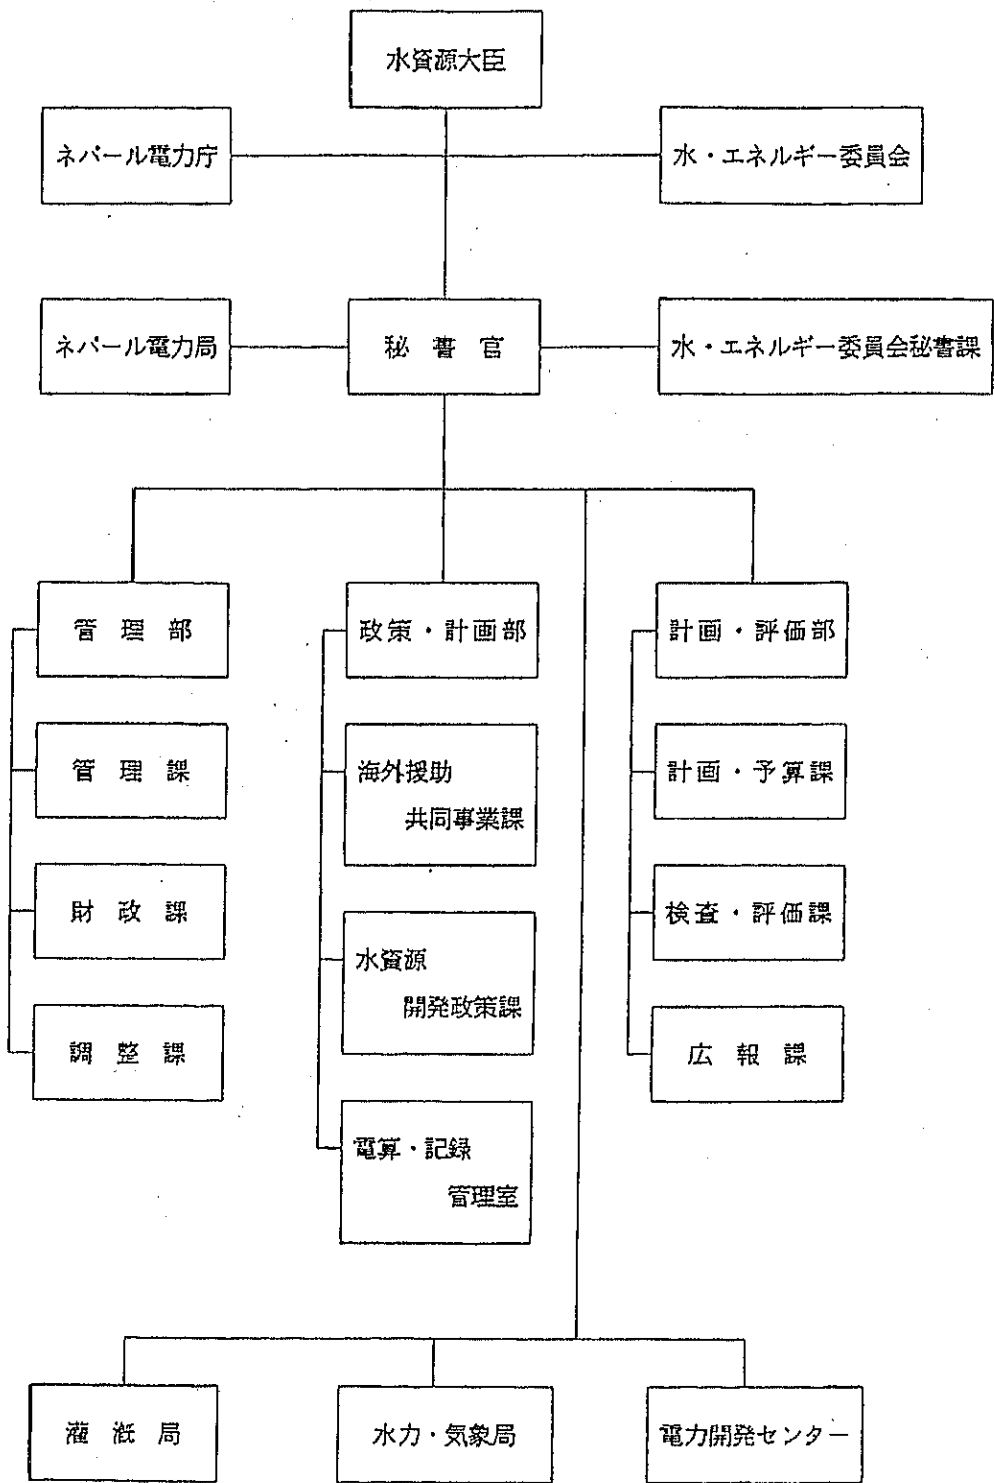 水資源大臣
ネパール電力庁
水・エネルギー委員会
ネパール電力局
秘書官
水・エネルギー委員会秘書課
管理部
政策・計画部
計画・評価部
管理課
海外援助
共同事業課
計画・予算課
財政課
水資源
開発政策課
検査・評価課
調整課
電算・記録
管理室
広報課
灌漑局
水力・気象局
電力開発センター